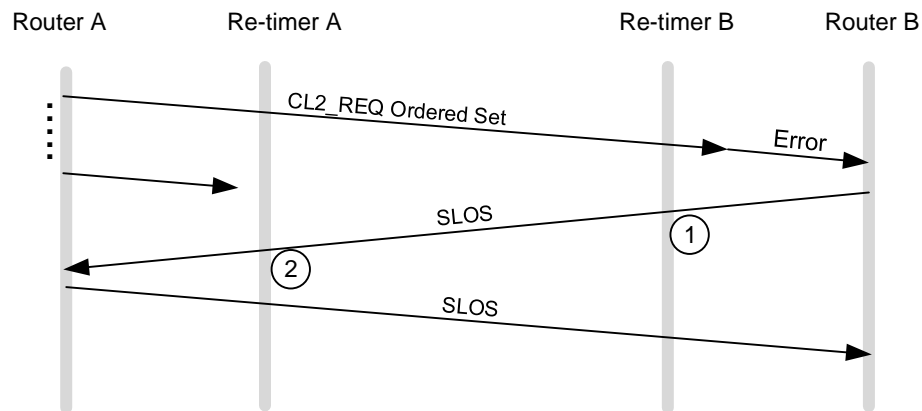 Router A
Re-timer A
Re-timer B
Router B
CL2_REQ Ordered Set
Error
SLOS
1
2
SLOS